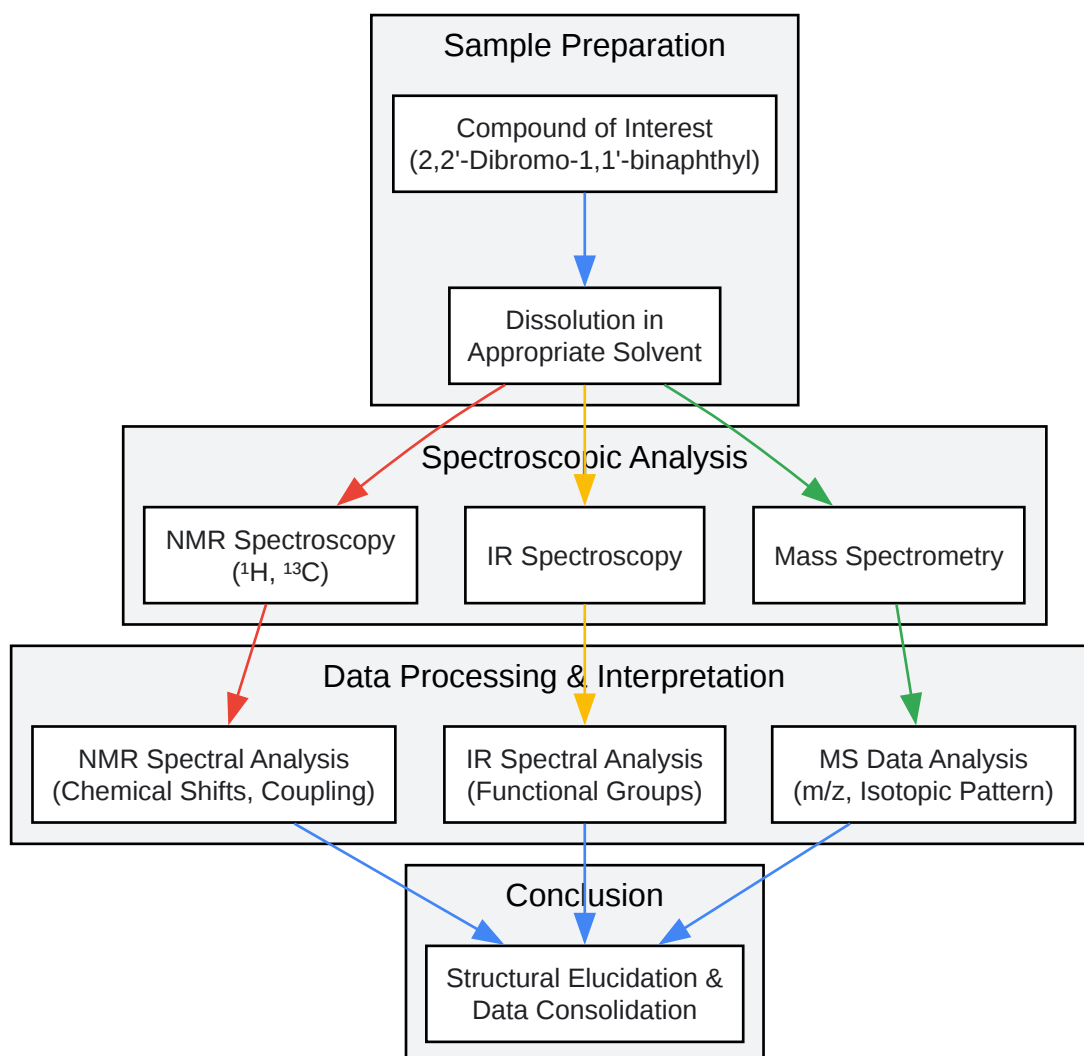 Sample Preparation
Compound of Interest
(2,2'-Dibromo-1,1'-binaphthyl)
Dissolution in
Appropriate Solvent
Spectroscopic Analysis
NMR Spectroscopy
(¹H, ¹³C)
IR Spectroscopy
Mass Spectrometry
Data Processing & Interpretation
NMR Spectral Analysis
(Chemical Shifts, Coupling)
IR Spectral Analysis
(Functional Groups)
MS Data Analysis
(m/z, Isotopic Pattern)
Conclusion
Structural Elucidation &
Data Consolidation